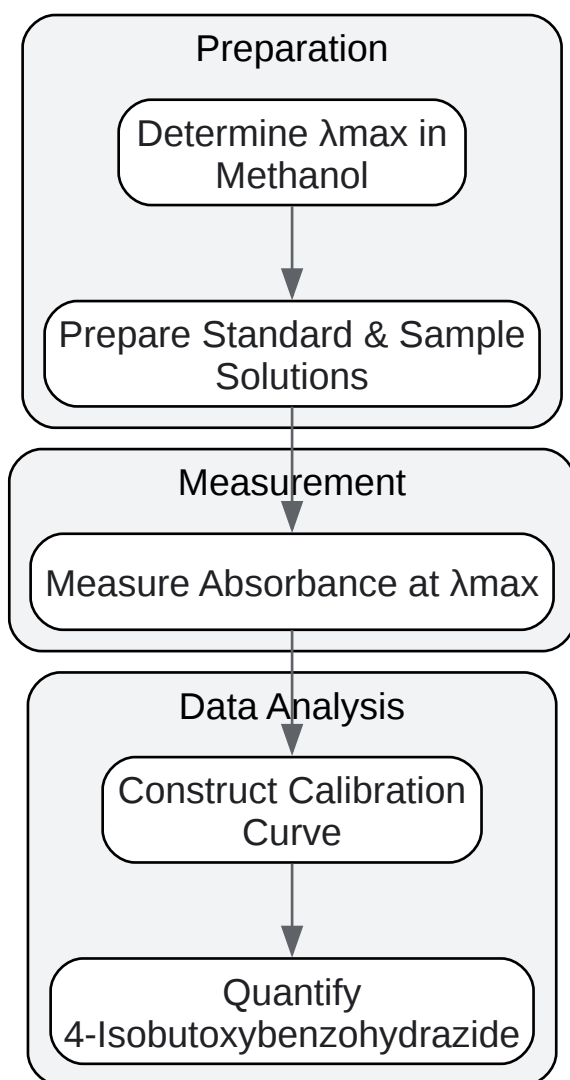 Preparation
Determine λmax in
Methanol
Prepare Standard & Sample
Solutions
Measurement
Measure Absorbance at λmax
Data Analysis
Construct Calibration
Curve
Quantify
4-Isobutoxybenzohydrazide